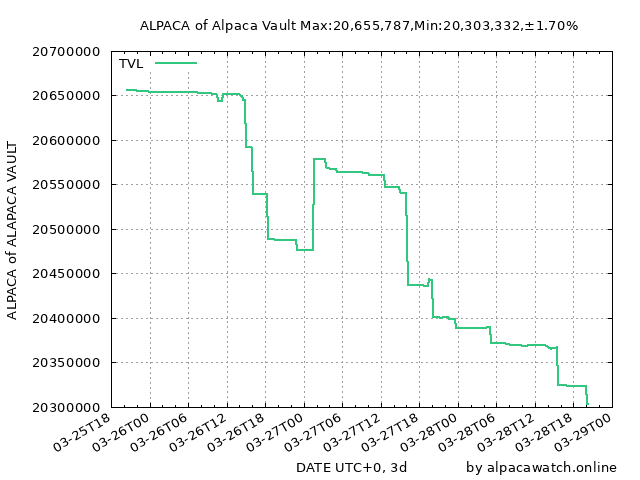 ALPACA of Alpaca Vault Max:20,655,787,Min:20,303,332,±1.70%
TVL
ALPACA of ALAPACA VAULT
20700000
20650000
20600000
20550000
20500000
20450000
20400000
20350000
20300000
03-25T18
03-26T00
03-26T06
03-26T12
03-26T18
03-27T00
03-27T06
03-27T12
03-27T18
03-28T00
03-28T06
03-28T12
03-28T18
03-29T00
DATE UTC+0, 3d
by alpacawatch.online